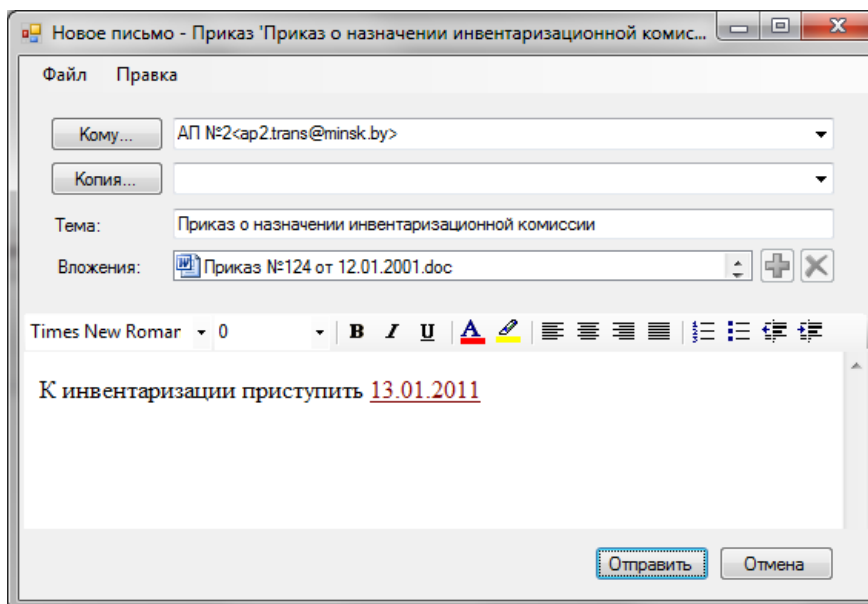 Новое письмо - Приказ 'Приказ о назначении инвентаризационной комис...
Файл Правка
Кому... АП №2<ap2.trans@minsk.by>
Копия...
Тема: Приказ о назначении инвентаризационной комиссии
Вложения: Приказ №124 от 12.01.2001.doc
Times New Romar 0 B I U A
К инвентаризации приступить 13.01.2011
Отправить Отмена